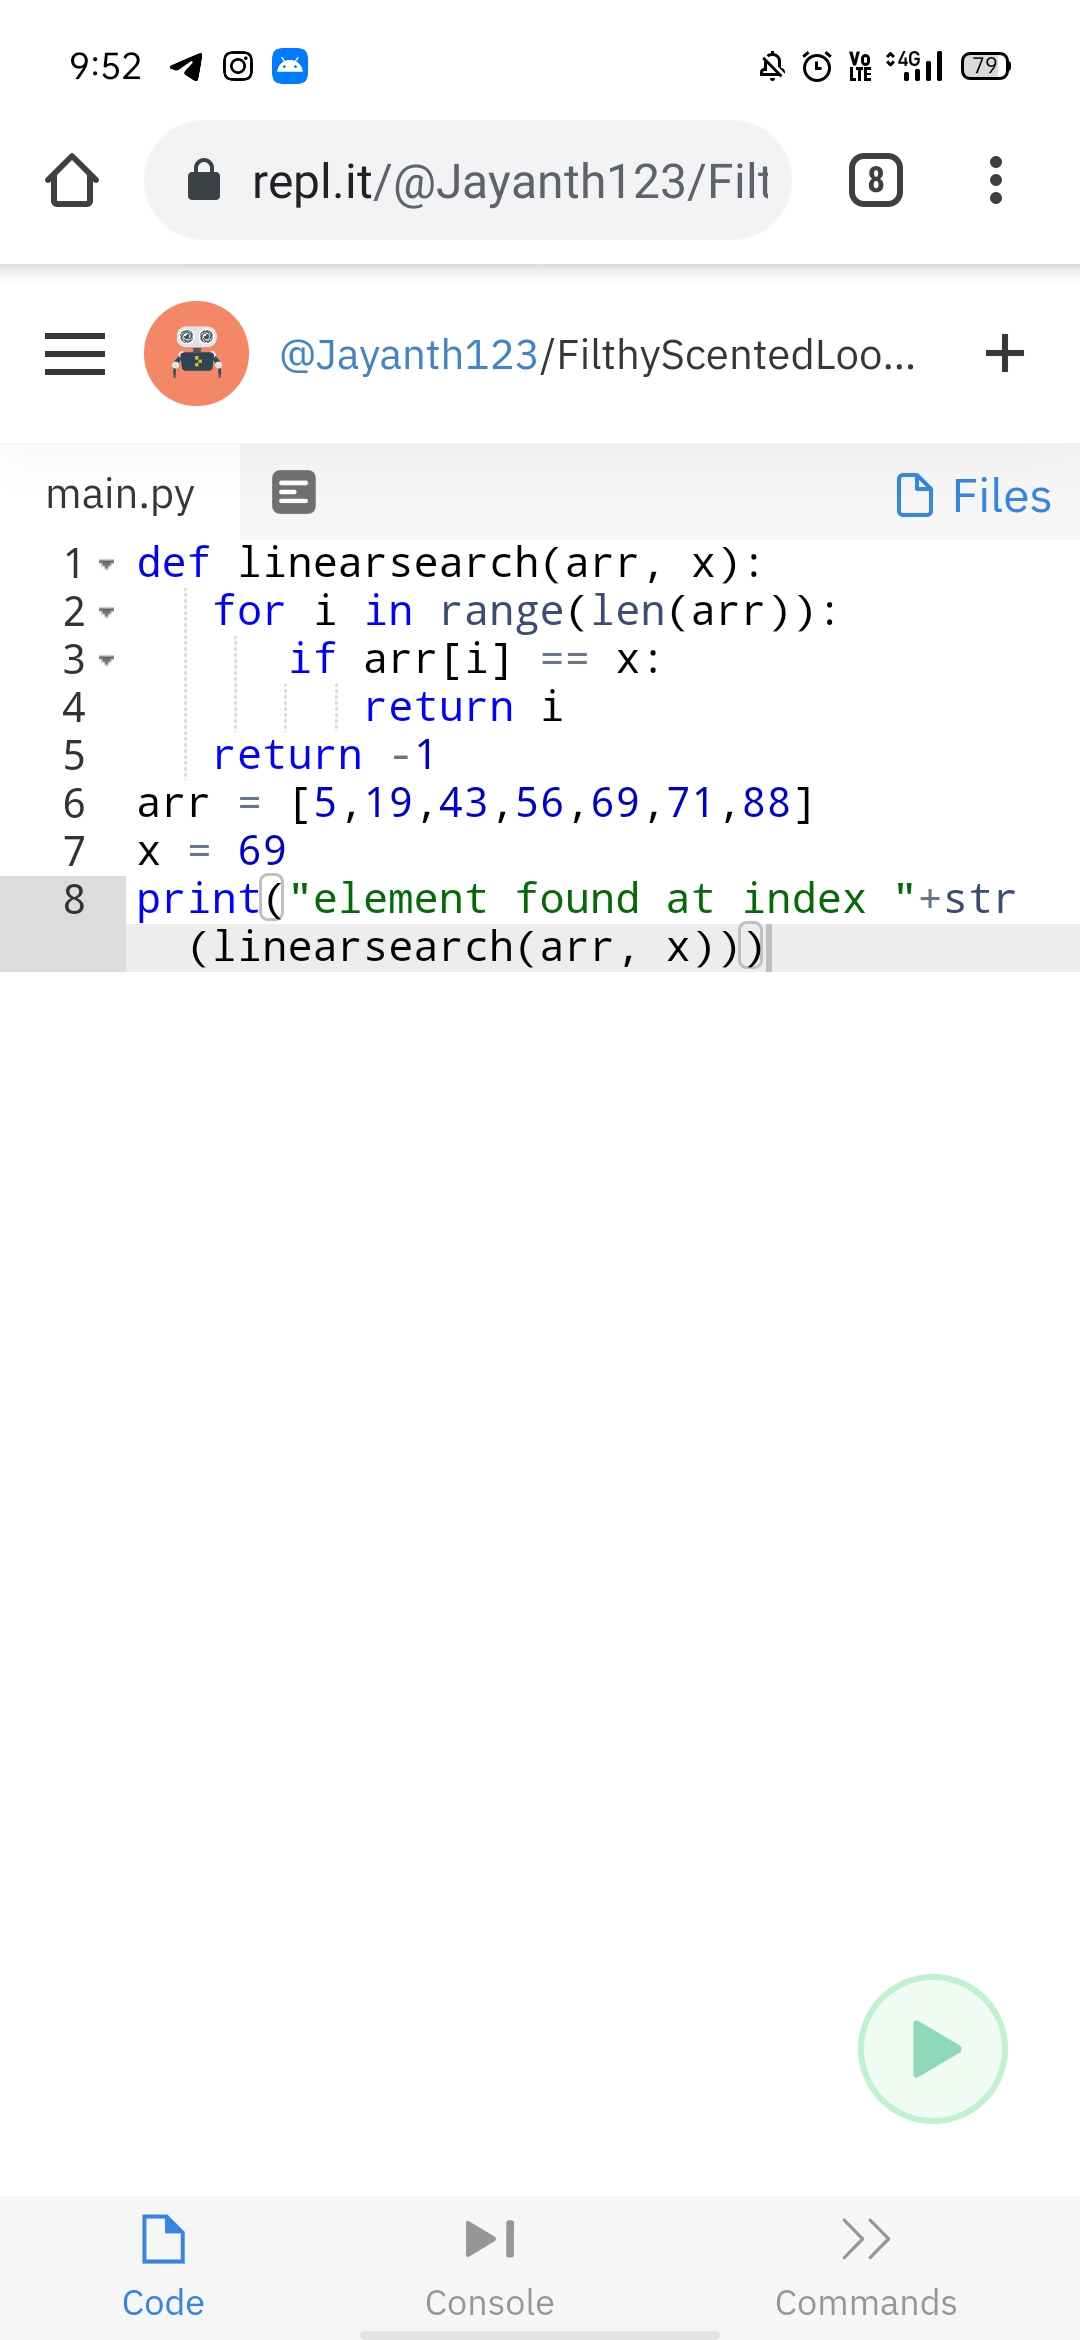 9:52 Vo LTE 4G 79
repl.it/@Jayanth123/Filt 8
@Jayanth123/FilthyScentedLoo...
main.py Files
1 def linearsearch(arr, x):
2 for i in range(len(arr)):
3 if arr[i] == x:
4 return i
5 return -1
6 arr = [5,19,43,56,69,71,88]
7 x = 69
8 print("element found at index "+str
(linearsearch(arr, x)))
Code Console Commands